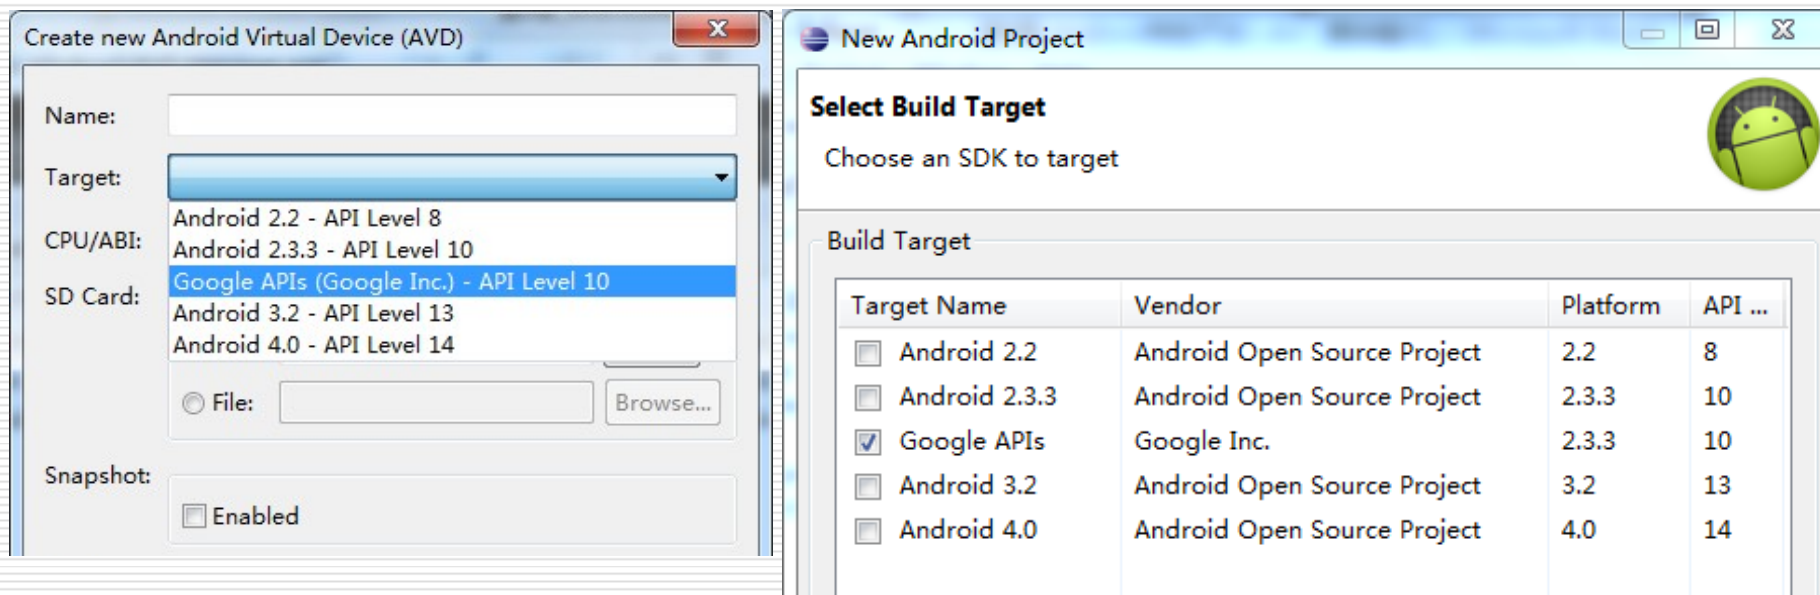 Create new Android Virtual Device (AVD)
Name:
Target:
Android 2.2 - API Level 8
Android 2.3.3 - API Level 10
Google APIs (Google Inc.) - API Level 10
Android 3.2 - API Level 13
Android 4.0 - API Level 14
CPU/ABI:
SD Card:
File:
Browse...
Snapshot:
Enabled
New Android Project
Select Build Target
Choose an SDK to target
Build Target
Target Name Vendor Platform API ...
Android 2.2 Android Open Source Project 2.2 8
Android 2.3.3 Android Open Source Project 2.3.3 10
Google APIs Google Inc. 2.3.3 10
Android 3.2 Android Open Source Project 3.2 13
Android 4.0 Android Open Source Project 4.0 14